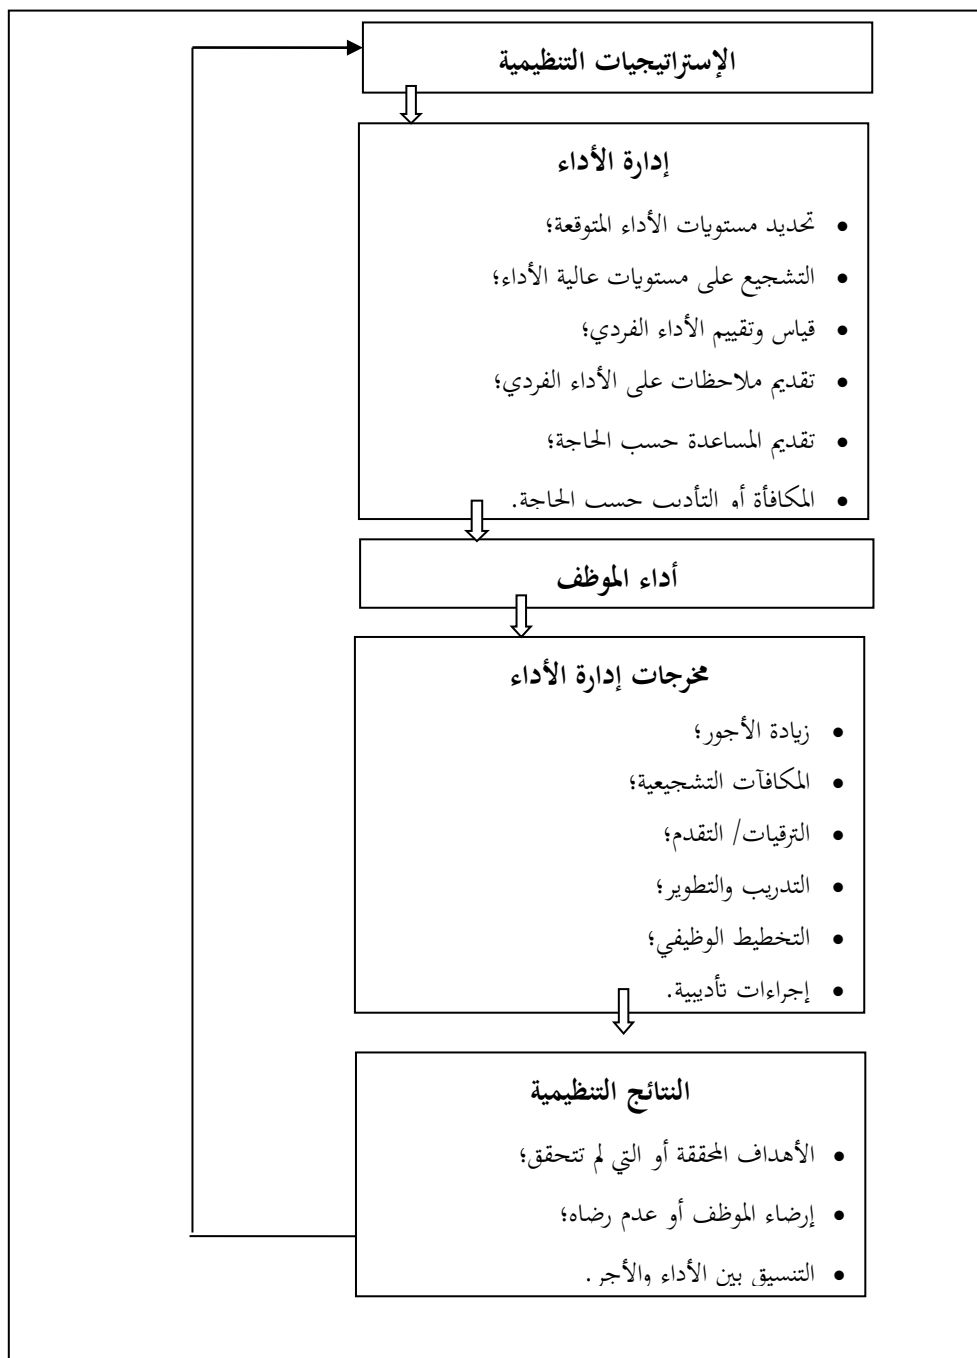 الإستراتيجيات التنظيمية
إدارة الأداء
• تحديد مستويات الأداء المتوقعة؛
• التشجيع على مستويات عالية الأداء؛
• قياس وتقييم الأداء الفردي؛
• تقديم ملاحظات على الأداء الفردي؛
• تقديم المساعدة حسب الحاجة؛
• المكافأة أو التأديب حسب الحاجة.
أداء الموظف
مخرجات إدارة الأداء
• زيادة الأجور؛
• المكافآت التشجيعية؛
• الترقيات/ التقدم؛
• التدريب والتطوير؛
• التخطيط الوظيفي؛
• إجراءات تأديبية.
النتائج التنظيمية
• الأهداف المحققة أو التي لم تتحقق؛
• إرضاء الموظف أو عدم رضاه؛
• التنسيق بين الأداء والأجر.